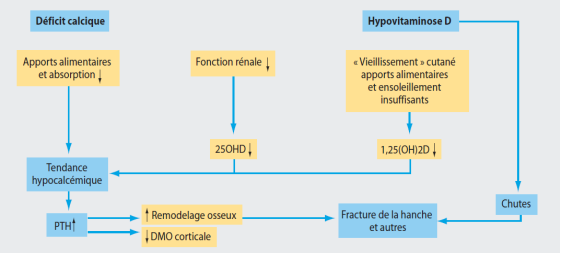 Déficit calcique
Hypovitaminose D
Apports alimentaires
et absorption ↓
Fonction rénale ↓
« Vieillissement » cutané
apports alimentaires
et ensoleillement
insuffisants
25OHD ↓
1,25(OH)2D ↓
Tendance
hypocalcémique
PTH↑
↑ Remodelage osseux
↓ DMO corticale
Fracture de la hanche
et autres
Chutes